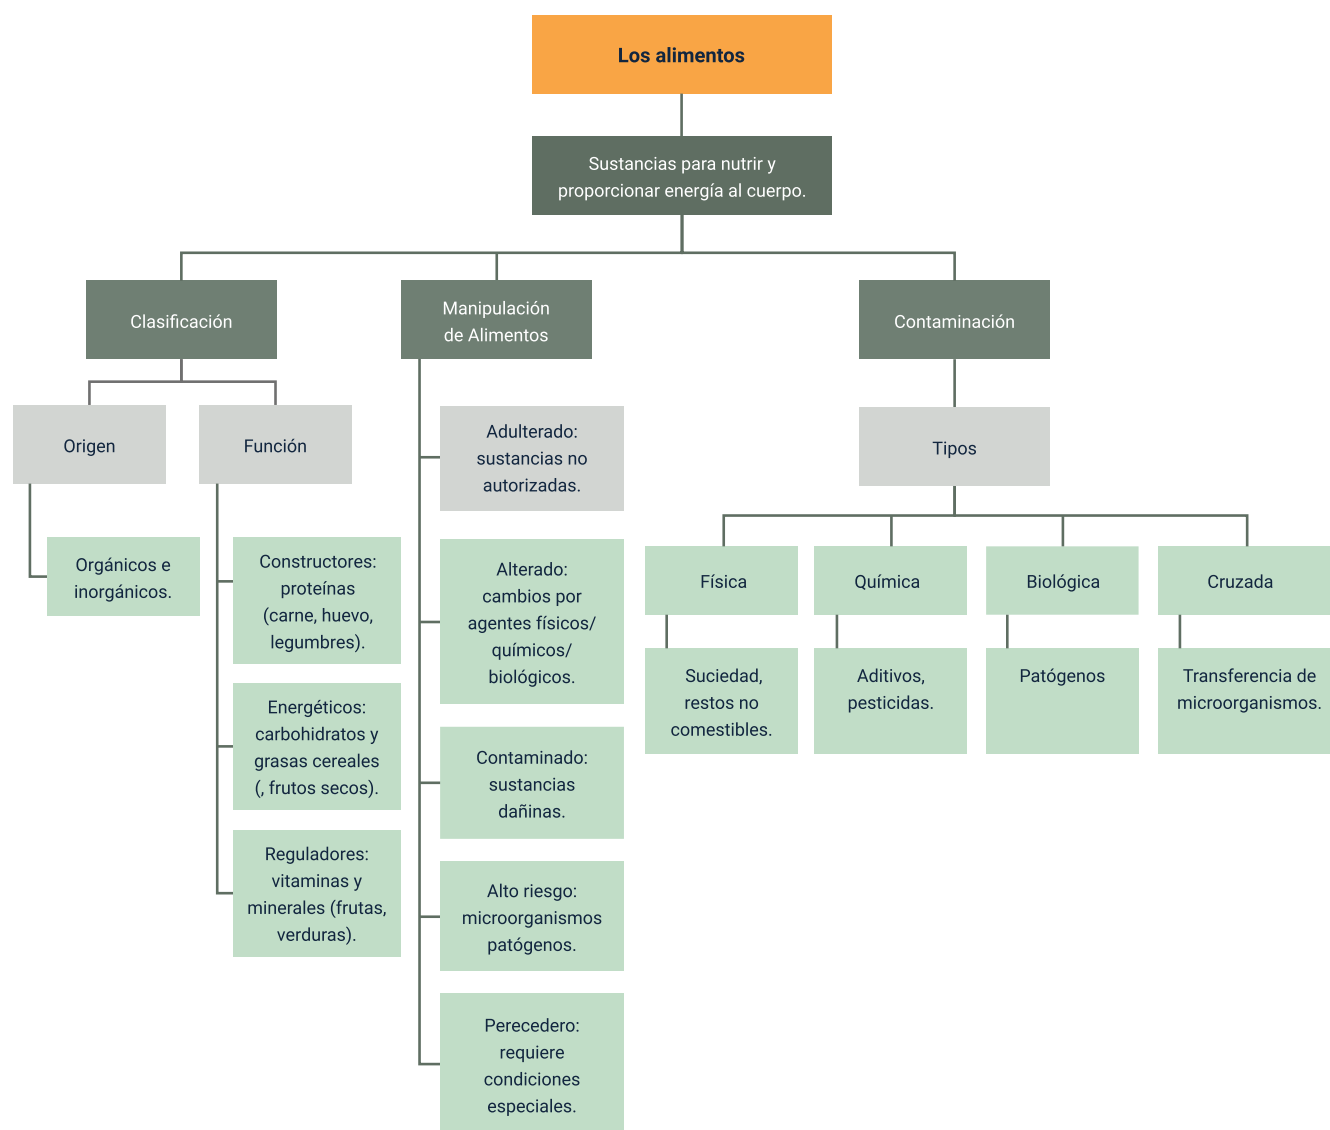 Los alimentos
Sustancias para nutrir y
proporcionar energía al cuerpo.
Clasificación
Manipulación
de Alimentos
Contaminación
Origen
Función
Orgánicos e
inorgánicos.
Constructores:
proteínas
(carne, huevo,
legumbres).
Energéticos:
carbohidratos y
grasas cereales
(, frutos secos).
Reguladores:
vitaminas y
minerales (frutas,
verduras).
Adulterado:
sustancias no
autorizadas.
Alterado:
cambios por
agentes físicos/
químicos/
biológicos.
Contaminado:
sustancias
dañinas.
Alto riesgo:
microorganismos
patógenos.
Perecedero:
requiere
condiciones
especiales.
Tipos
Física
Química
Biológica
Cruzada
Suciedad,
restos no
comestibles.
Aditivos,
pesticidas.
Patógenos
Transferencia de
microorganismos.